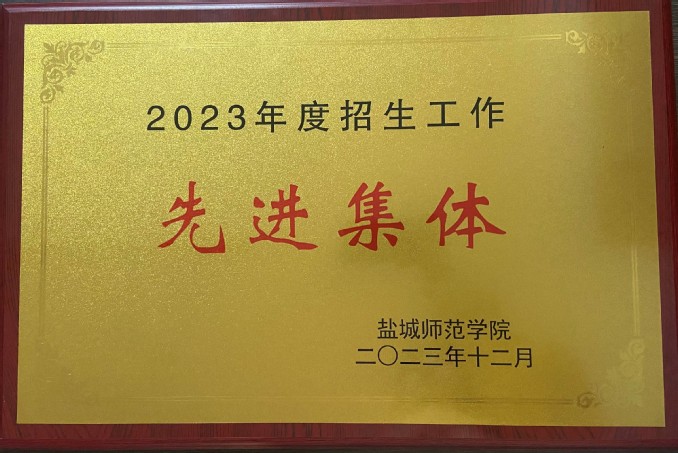 2023年度招生工作
先进集体
盐城师范学院
二〇二三年十二月